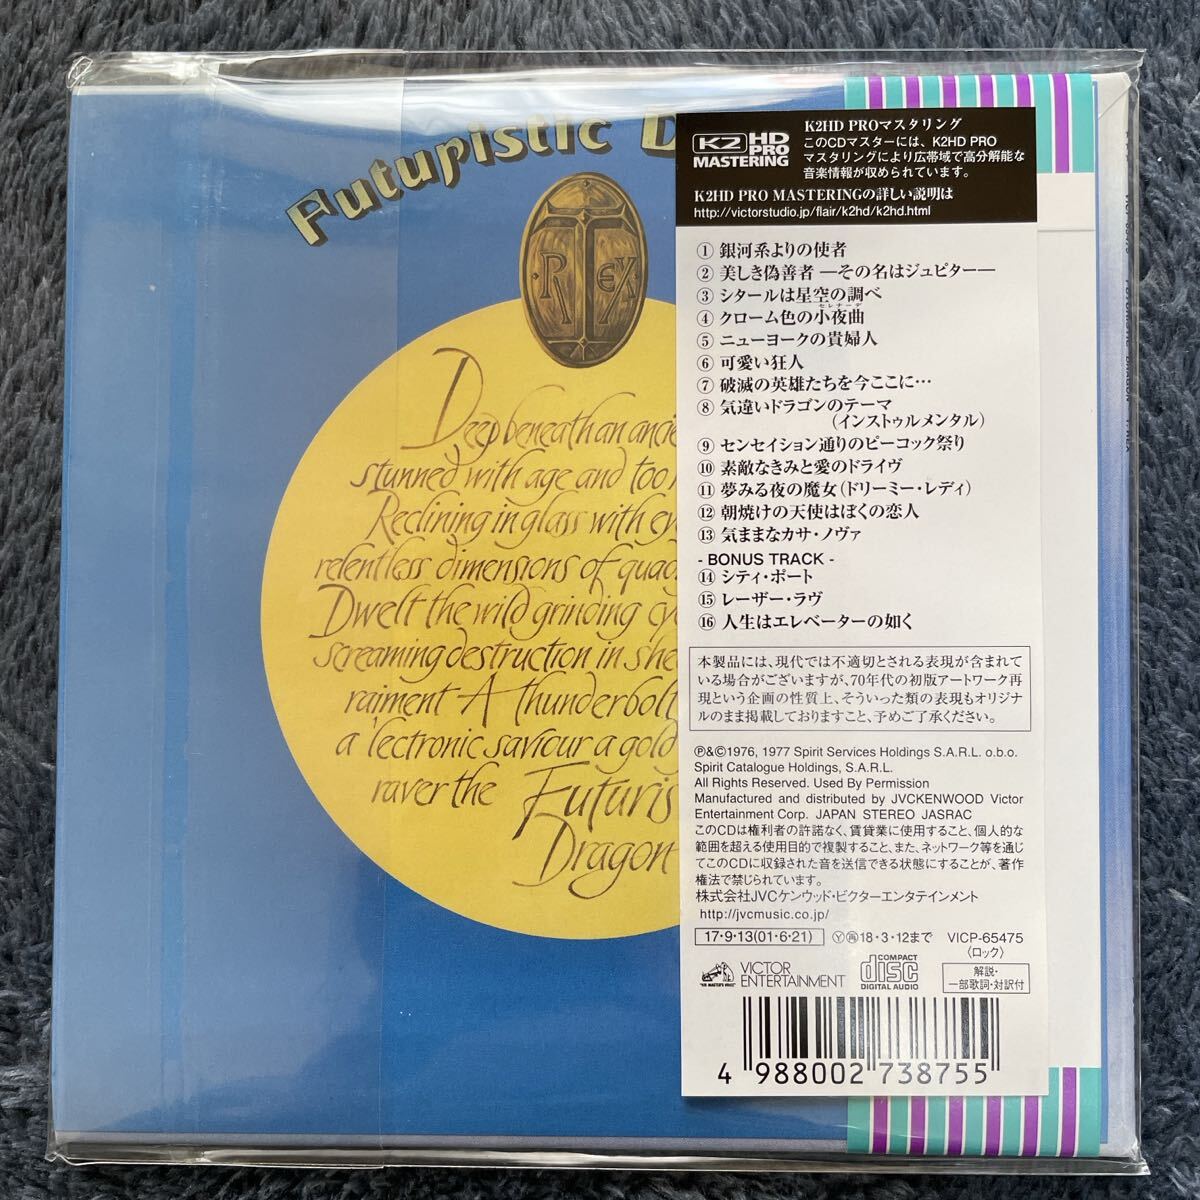 Futuristic D
T
R EX
Deep beneath an anci
stunned with age and too
Reclining in glass with ey
relentless dimensions of quad
Dwelt the wild grinding cy
screaming destruction in she
raiment A thunderbolt
a 'lectronic saviour a gold
raver the Futuris
Dragon
K2 HD PRO MASTERING
K2HD PROマスタリング
このCDマスターには、K2HD PRO
マスタリングにより広帯域で高分解能な
音楽情報が収められています。
K2HD PRO MASTERINGの詳しい説明は
http://victorstudio.jp/flair/k2hd/k2hd.html
① 銀河系よりの使者
② 美しき偽善者 ―その名はジュピター―
③ シタールは星空の調べ
④ クローム色の小夜曲
セレナーデ
⑤ ニューヨークの貴婦人
⑥ 可愛い狂人
⑦ 破滅の英雄たちを今ここに…
⑧ 気違いドラゴンのテーマ
(インストゥルメンタル)
⑨ センセイション通りのピーコック祭り
⑩ 素敵なきみと愛のドライヴ
⑪ 夢みる夜の魔女(ドリーミー・レディ)
⑫ 朝焼けの天使はぼくの恋人
⑬ 気ままなカサ・ノヴァ
- BONUS TRACK -
⑭ シティ・ポート
⑮ レーザー・ラヴ
⑯ 人生はエレベーターの如く
本製品には、現代では不適切とされる表現が含まれて
いる場合がございますが、70年代の初版アートワーク再
現という企画の性質上、そういった類の表現もオリジナ
ルのまま掲載しておりますこと、予めご了承ください。
℗&©1976, 1977 Spirit Services Holdings S.A.R.L. o.b.o.
Spirit Catalogue Holdings, S.A.R.L.
All Rights Reserved. Used By Permission
Manufactured and distributed by JVCKENWOOD Victor
Entertainment Corp. JAPAN STEREO JASRAC
このCDは権利者の許諾なく、賃貸業に使用すること、個人的な
範囲を超える使用目的で複製すること、また、ネットワーク等を通じ
てこのCDに収録された音を送信できる状態にすることが、著作
権法で禁じられています。
株式会社JVCケンウッド・ビクターエンタテインメント
http://jvcmusic.co.jp/
17・9・13(01・6・21) Ⓨ㊞18・3・12まで VICP-65475
〈ロック〉
"HIS MASTER'S VOICE" VICTOR ENTERTAINMENT
COMPACT disc DIGITAL AUDIO
解説・
一部歌詞・対訳付
4 988002 738755